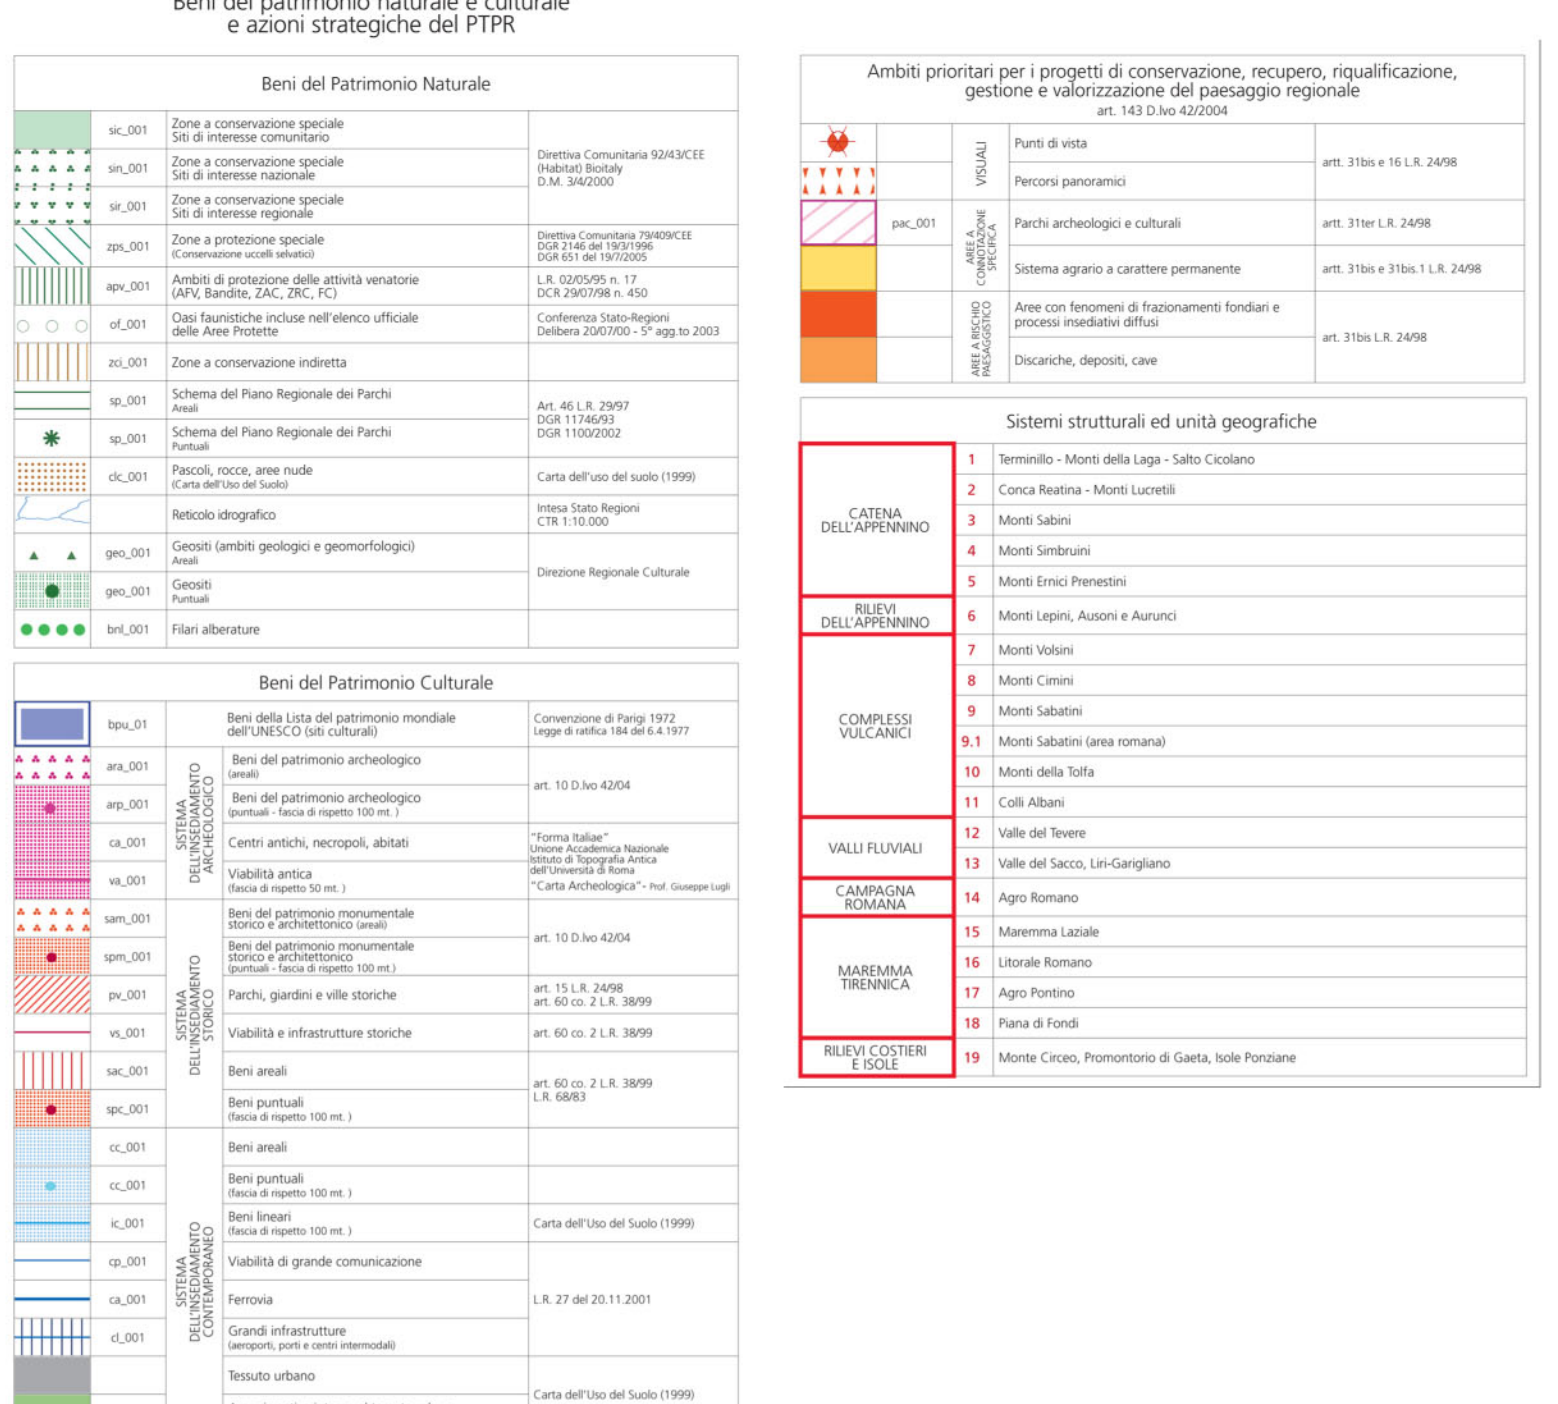 Beni del patrimonio naturale e culturale
e azioni strategiche del PTPR
Beni del Patrimonio Naturale
sic_001
Zone a conservazione speciale
Siti di interesse comunitario
sin_001
Zone a conservazione speciale
Siti di interesse nazionale
sir_001
Zone a conservazione speciale
Siti di interesse regionale
Direttiva Comunitaria 92/43/CEE
(Habitat) Bioitaly
D.M. 3/4/2000
zps_001
Zona a protezione speciale
(Conservazione uccelli selvatici)
Direttiva Comunitaria 79/409/CEE
DGR 2146 del 19/3/1996
DGR 651 del 19/7/2005
apv_001
Ambiti di protezione delle attività venatorie
(AFV, Bandite, ZAC, ZRC, FC)
L.R. 02/05/95 n. 17
DCR 29/07/98 n. 450
of_001
Oasi faunistiche incluse nell'elenco ufficiale
delle Aree Protette
Conferenza Stato-Regioni
Delibera 20/07/00 - 5° agg.to 2003
zci_001
Zone a conservazione indiretta
sp_001
Schema del Piano Regionale dei Parchi
Areali
sp_001
Schema del Piano Regionale dei Parchi
Puntuali
Art. 46 L.R. 29/97
DGR 11746/93
DGR 1100/2002
clc_001
Pascoli, rocce, aree nude
(Carta dell'Uso del Suolo)
Carta dell'uso del suolo (1999)
Reticolo idrografico
Intesa Stato Regioni
CTR 1:10.000
geo_001
Geositi (ambiti geologici e geomorfologici)
Areali
geo_001
Geositi
Puntuali
Direzione Regionale Culturale
bnl_001
Filari alberature
Beni del Patrimonio Culturale
bpu_01
Beni della Lista del patrimonio mondiale
dell'UNESCO (siti culturali)
Convenzione di Parigi 1972
Legge di ratifica 184 del 6.4.1977
SISTEMA
DELL'INSEDIAMENTO
ARCHEOLOGICO
ara_001
Beni del patrimonio archeologico
(areali)
arp_001
Beni del patrimonio archeologico
(puntuali - fascia di rispetto 100 mt. )
art. 10 D.lvo 42/04
ca_001
Centri antichi, necropoli, abitati
va_001
Viabilità antica
(fascia di rispetto 50 mt. )
"Forma Italiae"
Unione Accademica Nazionale
Istituto di Topografia Antica
dell'Università di Roma
"Carta Archeologica"- Prof. Giuseppe Lugli
SISTEMA
DELL'INSEDIAMENTO
STORICO
sam_001
Beni del patrimonio monumentale
storico e architettonico (areali)
spm_001
Beni del patrimonio monumentale
storico e architettonico
(puntuali - fascia di rispetto 100 mt.)
art. 10 D.lvo 42/04
pv_001
Parchi, giardini e ville storiche
art. 15 L.R. 24/98
art. 60 co. 2 L.R. 38/99
vs_001
Viabilità e infrastrutture storiche
art. 60 co. 2 L.R. 38/99
sac_001
Beni areali
spc_001
Beni puntuali
(fascia di rispetto 100 mt. )
art. 60 co. 2 L.R. 38/99
L.R. 68/83
SISTEMA
DELL'INSEDIAMENTO
CONTEMPORANEO
cc_001
Beni areali
cc_001
Beni puntuali
(fascia di rispetto 100 mt. )
ic_001
Beni lineari
(fascia di rispetto 100 mt. )
Carta dell'Uso del Suolo (1999)
cp_001
Viabilità di grande comunicazione
ca_001
Ferrovia
L.R. 27 del 20.11.2001
cl_001
Grandi infrastrutture
(aeroporti, porti e centri intermodali)
Tessuto urbano
Carta dell'Uso del Suolo (1999)
Ambiti prioritari per i progetti di conservazione, recupero, riqualificazione,
gestione e valorizzazione del paesaggio regionale
art. 143 D.lvo 42/2004
VISUALI
Punti di vista
Percorsi panoramici
artt. 31bis e 16 L.R. 24/98
pac_001
AREE A
CONNOTAZIONE
SPECIFICA
Parchi archeologici e culturali
artt. 31ter L.R. 24/98
Sistema agrario a carattere permanente
artt. 31bis e 31bis.1 L.R. 24/98
AREE A RISCHIO
PAESAGGISTICO
Aree con fenomeni di frazionamenti fondiari e
processi insediativi diffusi
Discariche, depositi, cave
art. 31bis L.R. 24/98
Sistemi strutturali ed unità geografiche
CATENA
DELL'APPENNINO
1 Terminillo - Monti della Laga - Salto Cicolano
2 Conca Reatina - Monti Lucretili
3 Monti Sabini
4 Monti Simbruini
5 Monti Ernici Prenestini
RILIEVI
DELL'APPENNINO
6 Monti Lepini, Ausoni e Aurunci
COMPLESSI
VULCANICI
7 Monti Volsini
8 Monti Cimini
9 Monti Sabatini
9.1 Monti Sabatini (area romana)
10 Monti della Tolfa
11 Colli Albani
VALLI FLUVIALI
12 Valle del Tevere
13 Valle del Sacco, Liri-Garigliano
CAMPAGNA
ROMANA
14 Agro Romano
MAREMMA
TIRENNICA
15 Maremma Laziale
16 Litorale Romano
17 Agro Pontino
18 Piana di Fondi
RILIEVI COSTIERI
E ISOLE
19 Monte Circeo, Promontorio di Gaeta, Isole Ponziane